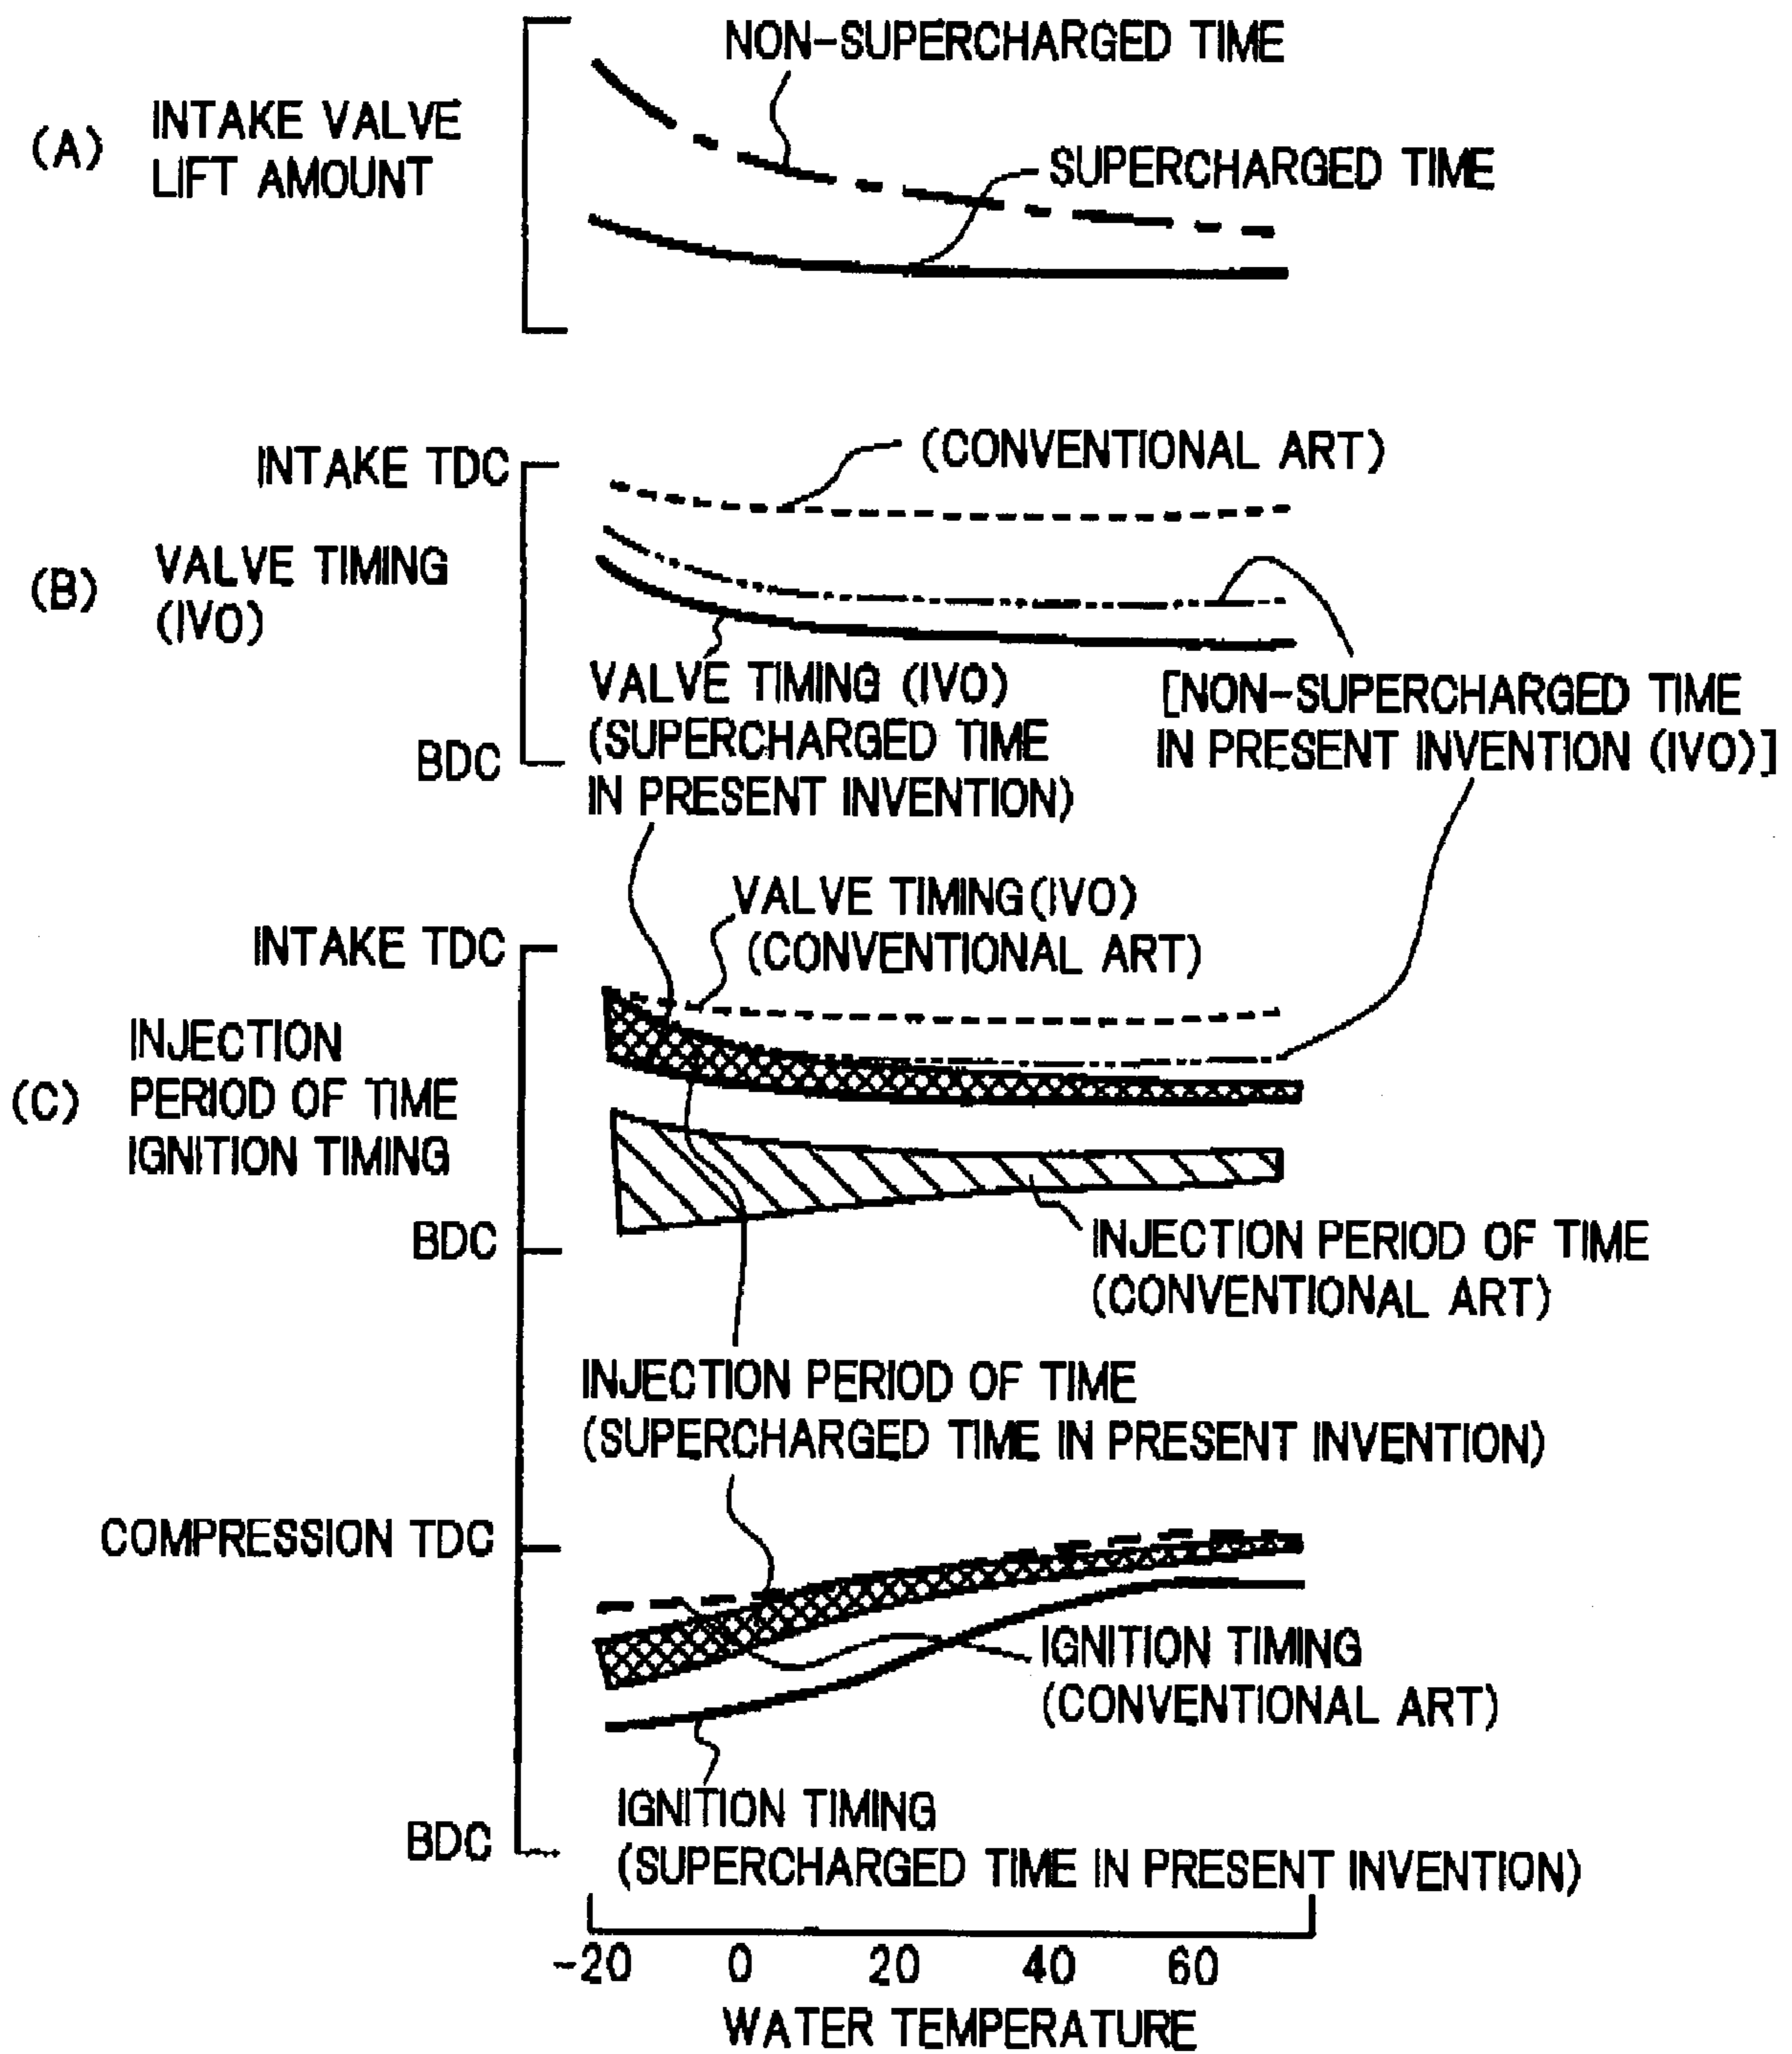 NON-SUPERCHARGED TIME
(A) INTAKE VALVE
LIFT AMOUNT
SUPERCHARGED TIME
INTAKE TDC
(CONVENTIONAL ART)
(B) VALVE TIMING
(IVO)
BDC
VALVE TIMING (IVO)
(SUPERCHARGED TIME
IN PRESENT INVENTION)
[NON-SUPERCHARGED TIME
IN PRESENT INVENTION (IVO)]
VALVE TIMING(IVO)
(CONVENTIONAL ART)
INTAKE TDC
(C) INJECTION
PERIOD OF TIME
IGNITION TIMING
BDC
INJECTION PERIOD OF TIME
(CONVENTIONAL ART)
INJECTION PERIOD OF TIME
(SUPERCHARGED TIME IN PRESENT INVENTION)
COMPRESSION TDC
IGNITION TIMING
(CONVENTIONAL ART)
IGNITION TIMING
(SUPERCHARGED TIME IN PRESENT INVENTION)
BDC
-20 0 20 40 60
WATER TEMPERATURE